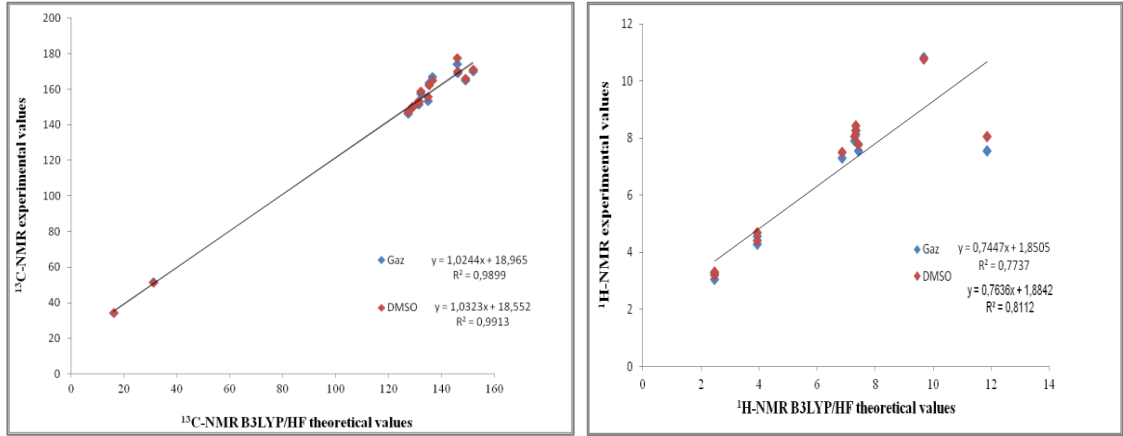 200
180
160
140
120
100
80
60
40
20
0
0 20 40 60 80 100 120 140 160
¹³C-NMR experimental values
¹³C-NMR B3LYP/HF theoretical values
Gaz y = 1,0244x + 18,965
R² = 0,9899
DMSO y = 1,0323x + 18,552
R² = 0,9913
12
10
8
6
4
2
0
0 2 4 6 8 10 12 14
¹H-NMR experimental values
¹H-NMR B3LYP/HF theoretical values
Gaz y = 0,7447x + 1,8505
R² = 0,7737
DMSO
y = 0,7636x + 1,8842
R² = 0,8112